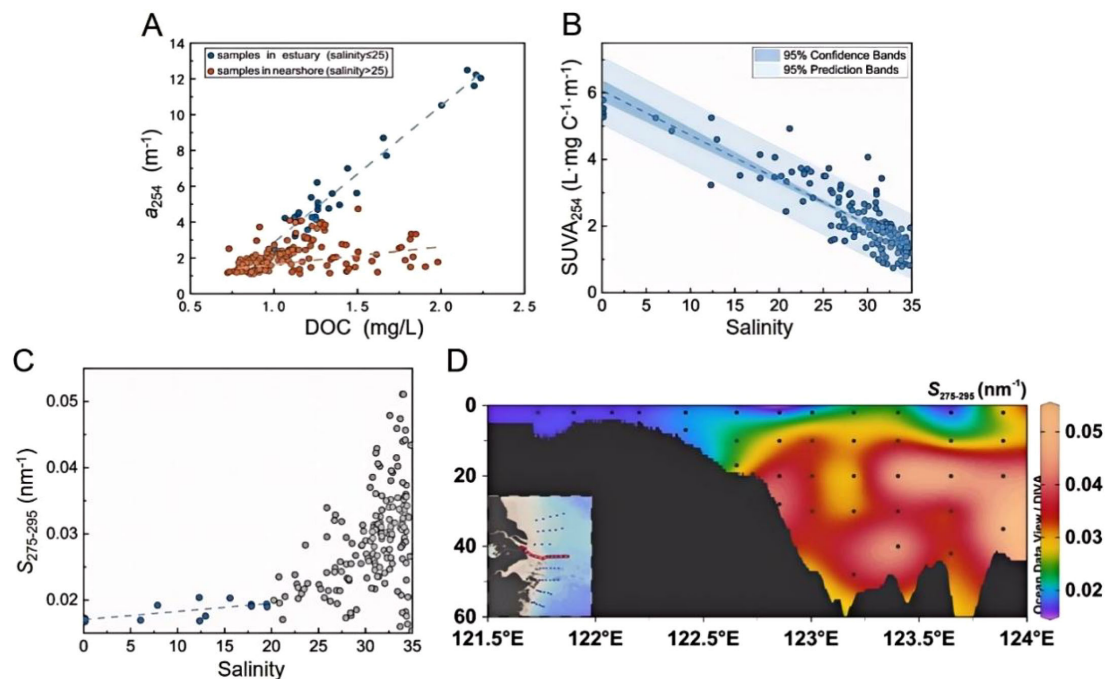 A
14
12
10
8
6
4
2
0
a254 (m-1)
samples in estuary (salinity≤25)
samples in nearshore (salinity>25)
0.5
1.0
1.5
2.0
2.5
DOC (mg/L)
B
6
4
2
0
SUVA254 (L·mg C-1·m-1)
95% Confidence Bands
95% Prediction Bands
0
5
10
15
20
25
30
35
Salinity
C
0.05
0.04
0.03
0.02
S275-295 (nm-1)
0
5
10
15
20
25
30
35
Salinity
D
S275-295 (nm-1)
0
20
40
60
121.5°E
122°E
122.5°E
123°E
123.5°E
124°E
Ocean Data View / DIVA
0.05
0.04
0.03
0.02